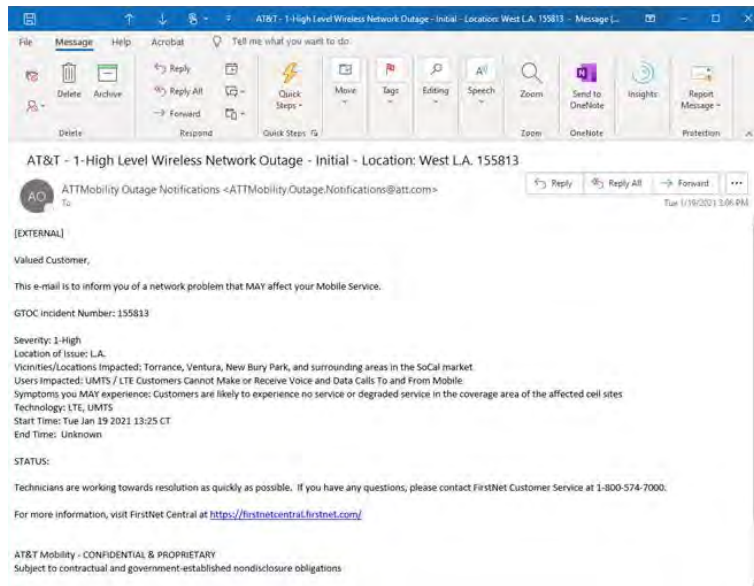 AT&T - 1-High Level Wireless Network Outage - Initial - Location: West L.A. 155813 - Message (...
File Message Help Acrobat Tell me what you want to do
Delete Archive
Reply
Reply All
Forward
Quick Steps
Move
Tags
Editing
Speech
Zoom
Send to OneNote
Insights
Report Message
Delete Respond Quick Steps Zoom OneNote Protection
AT&T - 1-High Level Wireless Network Outage - Initial - Location: West L.A. 155813
AO
ATTMobility Outage Notifications <ATTMobility.Outage.Notifications@att.com>
To
Reply Reply All Forward
Tue 1/19/2021 3:06 PM
[EXTERNAL]
Valued Customer,
This e-mail is to inform you of a network problem that MAY affect your Mobile Service.
GTOC incident Number: 155813
Severity: 1-High
Location of Issue: L.A.
Vicinities/Locations Impacted: Torrance, Ventura, New Bury Park, and surrounding areas in the SoCal market
Users Impacted: UMTS / LTE Customers Cannot Make or Receive Voice and Data Calls To and From Mobile
Symptoms you MAY experience: Customers are likely to experience no service or degraded service in the coverage area of the affected cell sites
Technology: LTE, UMTS
Start Time: Tue Jan 19 2021 13:25 CT
End Time: Unknown
STATUS:
Technicians are working towards resolution as quickly as possible. If you have any questions, please contact FirstNet Customer Service at 1-800-574-7000.
For more information, visit FirstNet Central at https://firstnetcentral.firstnet.com/
AT&T Mobility - CONFIDENTIAL & PROPRIETARY
Subject to contractual and government-established nondisclosure obligations